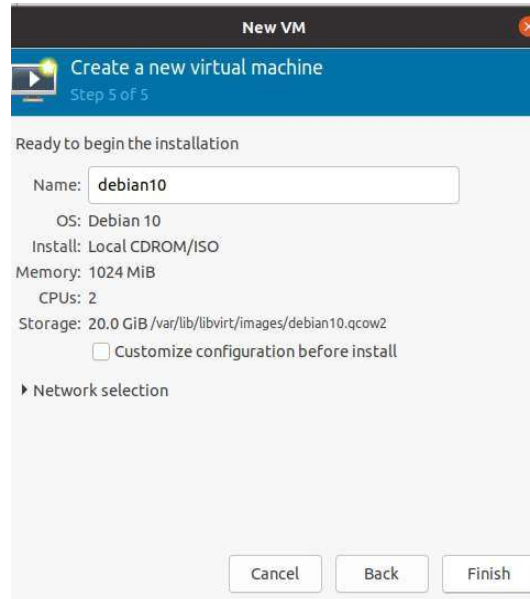 New VM
Create a new virtual machine
Step 5 of 5
Ready to begin the installation
Name: debian10
OS: Debian 10
Install: Local CDROM/ISO
Memory: 1024 MiB
CPUs: 2
Storage: 20.0 GiB /var/lib/libvirt/images/debian10.qcow2
Customize configuration before install
Network selection
Cancel Back Finish